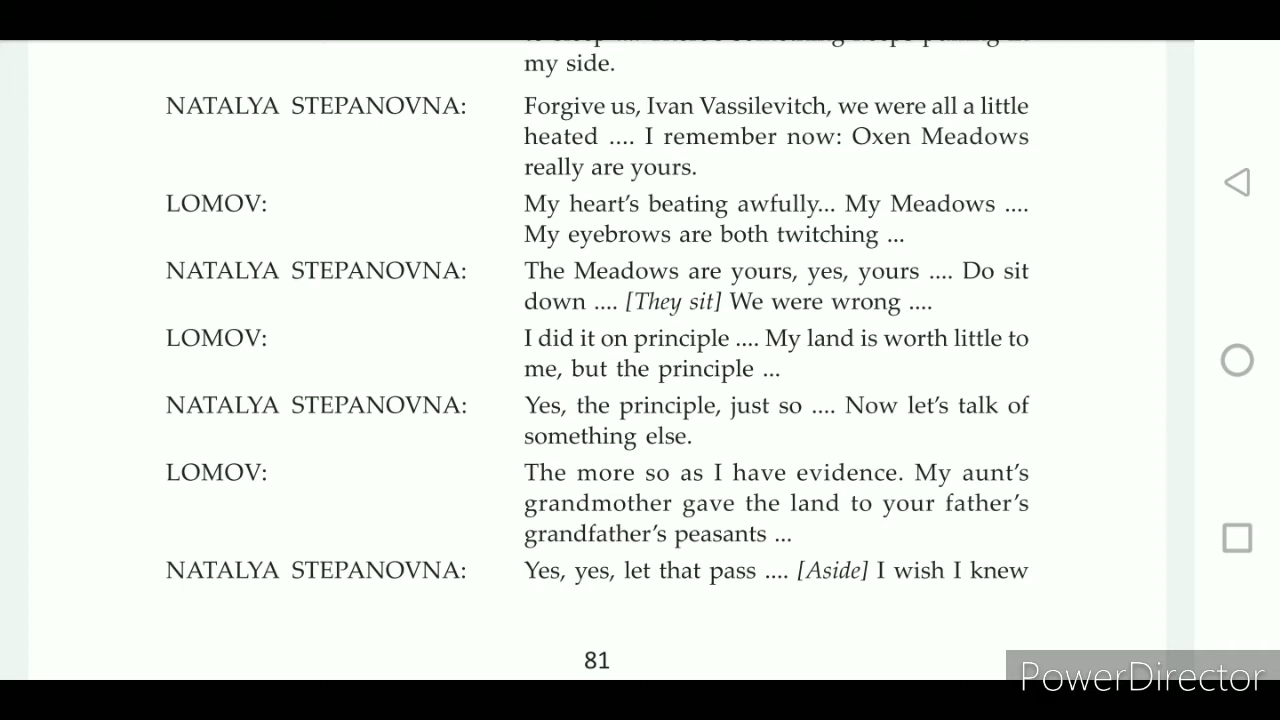 my side.
NATALYA STEPANOVNA: Forgive us, Ivan Vassilevitch, we were all a little
heated .... I remember now: Oxen Meadows
really are yours.
LOMOV: My heart's beating awfully... My Meadows ....
My eyebrows are both twitching ...
NATALYA STEPANOVNA: The Meadows are yours, yes, yours .... Do sit
down .... [They sit] We were wrong ....
LOMOV: I did it on principle .... My land is worth little to
me, but the principle ...
NATALYA STEPANOVNA: Yes, the principle, just so .... Now let's talk of
something else.
LOMOV: The more so as I have evidence. My aunt's
grandmother gave the land to your father's
grandfather's peasants ...
NATALYA STEPANOVNA: Yes, yes, let that pass .... [Aside] I wish I knew
81
PowerDirector